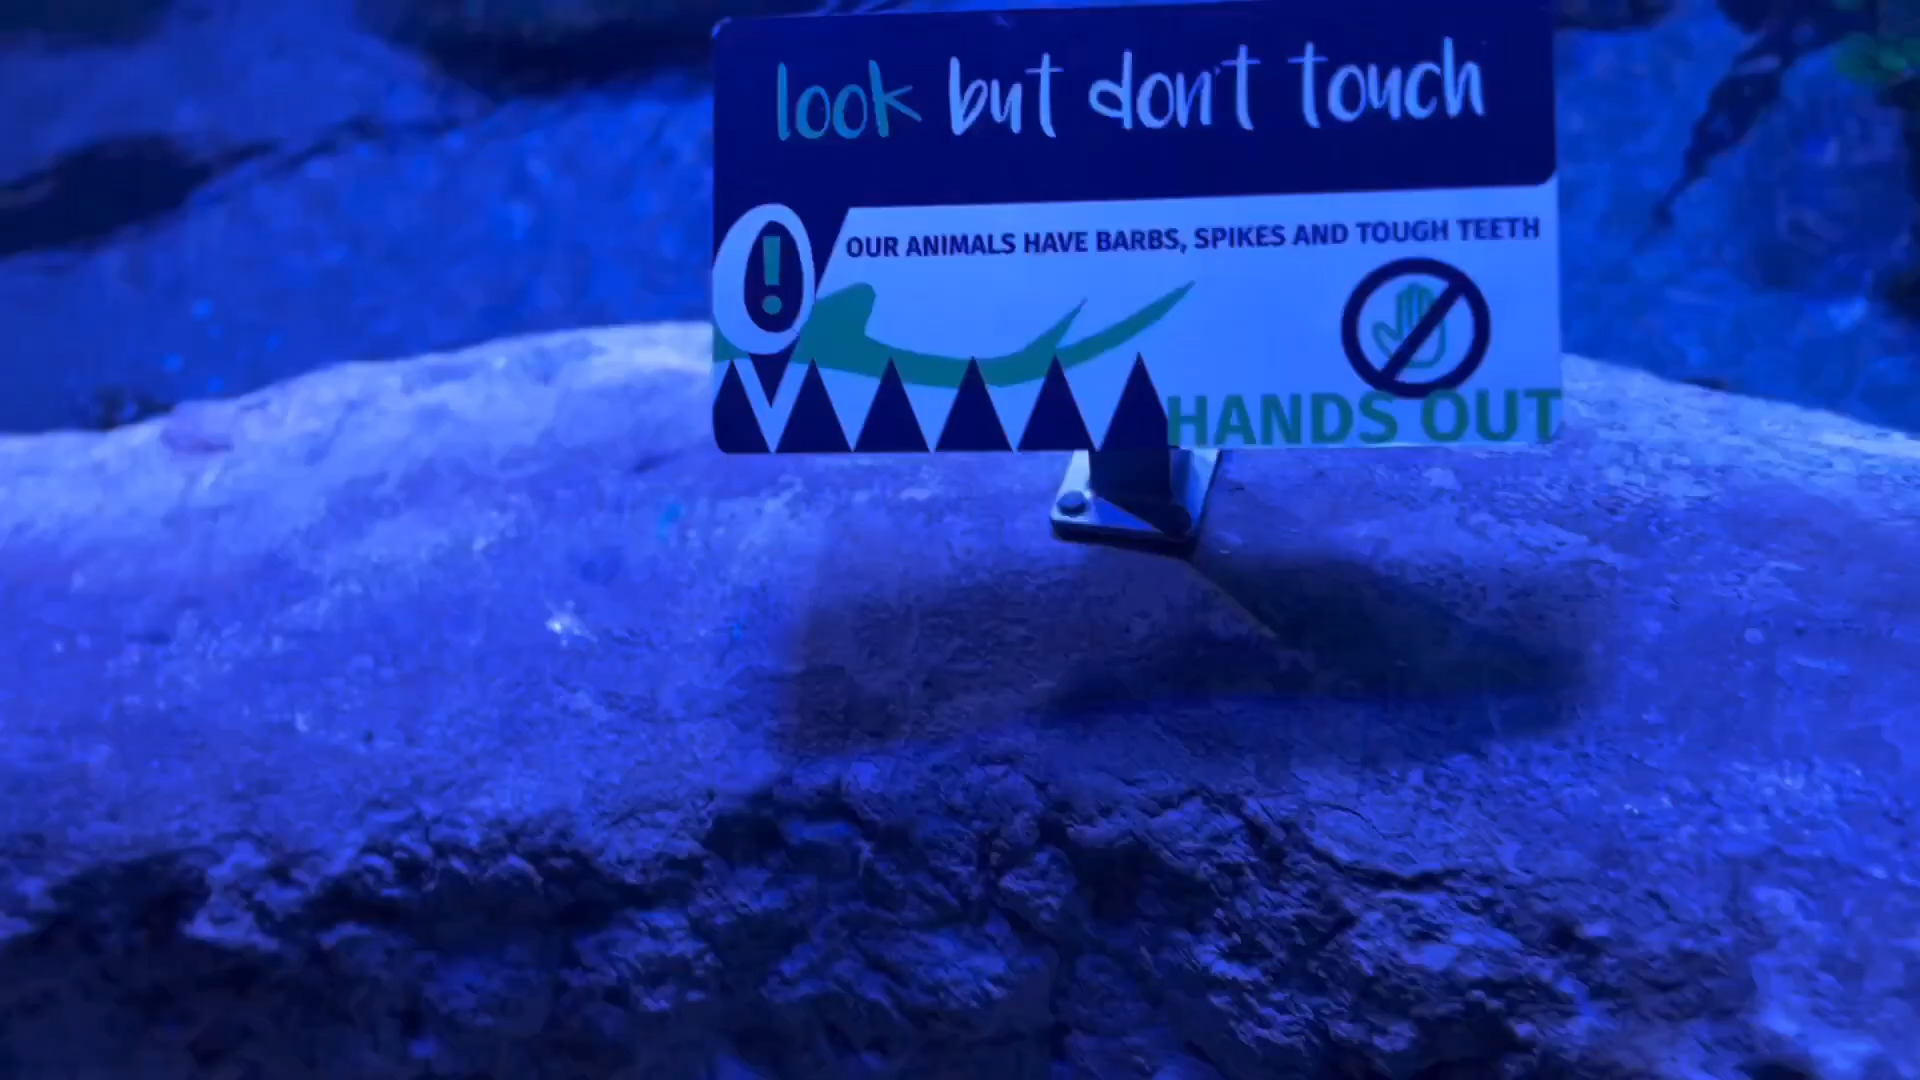 look but don't touch
!
OUR ANIMALS HAVE BARBS, SPIKES AND TOUGH TEETH
HANDS OUT